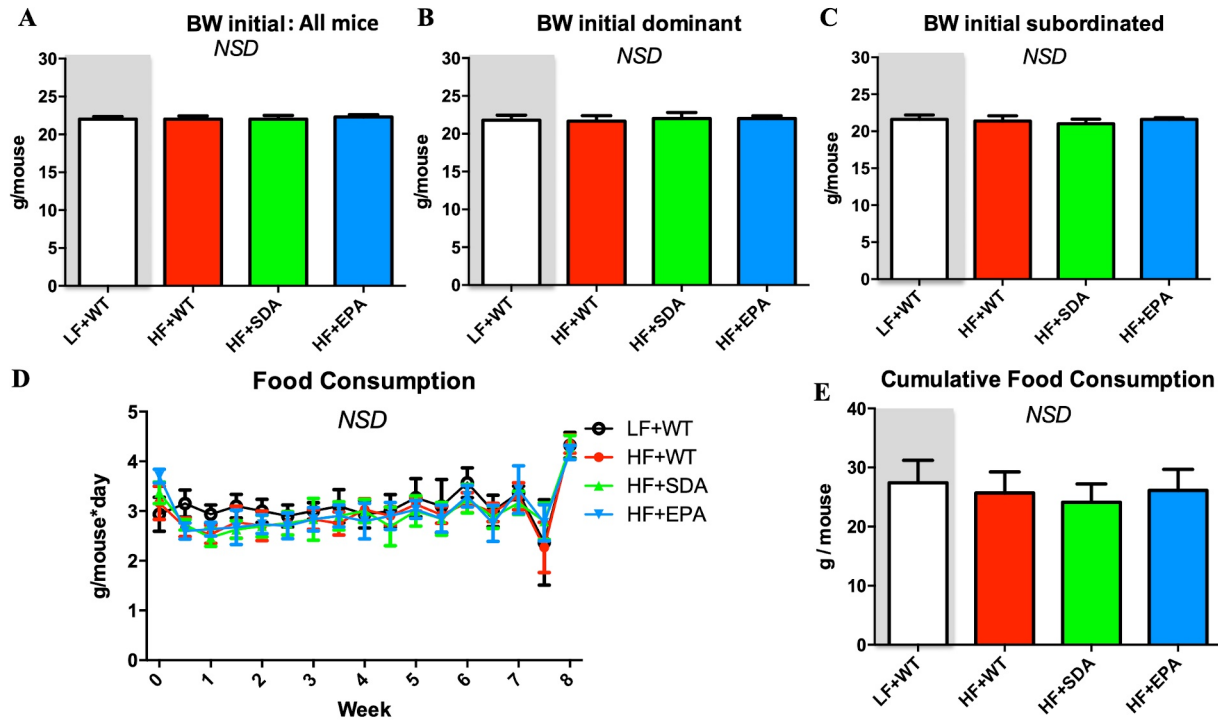 A
BW initial: All mice
NSD
30
25
20
15
10
5
0
g/mouse
LF+WT
HF+WT
HF+SDA
HF+EPA
B
BW initial dominant
NSD
30
25
20
15
10
5
0
g/mouse
LF+WT
HF+WT
HF+SDA
HF+EPA
C
BW initial subordinated
NSD
30
25
20
15
10
5
0
g/mouse
LF+WT
HF+WT
HF+SDA
HF+EPA
D
Food Consumption
NSD
5
4
3
2
1
0
g/mouse*day
0
1
2
3
4
5
6
7
8
Week
LF+WT
HF+WT
HF+SDA
HF+EPA
E
Cumulative Food Consumption
NSD
40
30
20
10
0
g / mouse
LF+WT
HF+WT
HF+SDA
HF+EPA